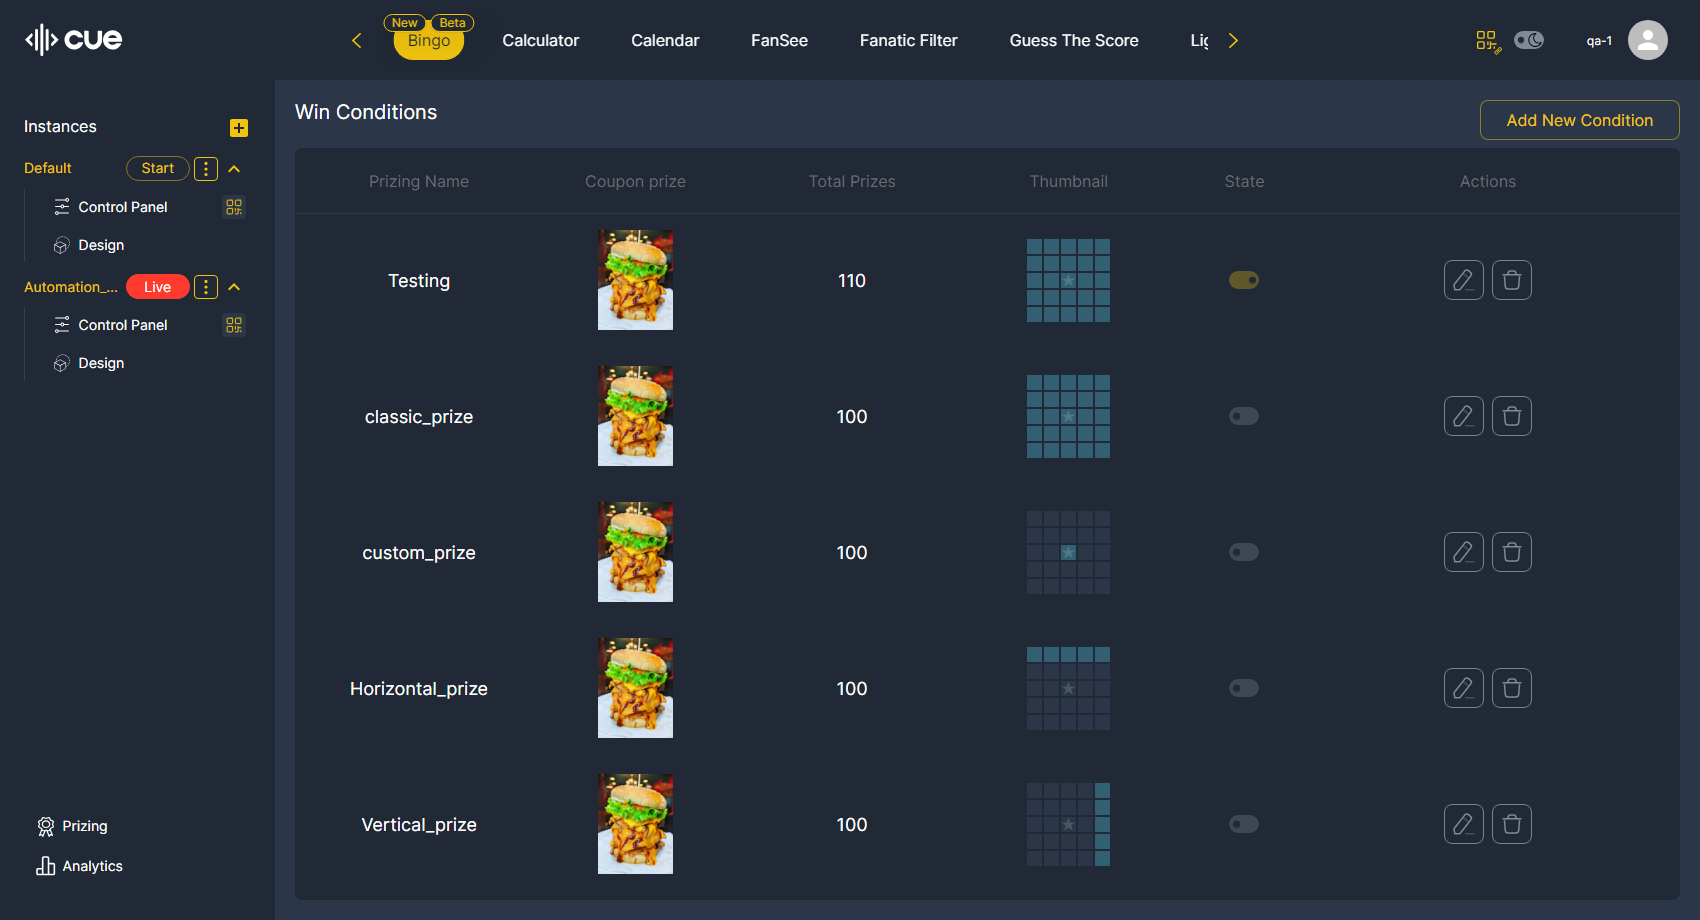 cue
New Beta
Bingo Calculator Calendar FanSee Fanatic Filter Guess The Score
qa-1
Instances
Default Start
Control Panel
Design
Automation_... Live
Control Panel
Design
Prizing
Analytics
Win Conditions
Add New Condition
Prizing Name Coupon prize Total Prizes Thumbnail State Actions
Testing 110
classic_prize 100
custom_prize 100
Horizontal_prize 100
Vertical_prize 100